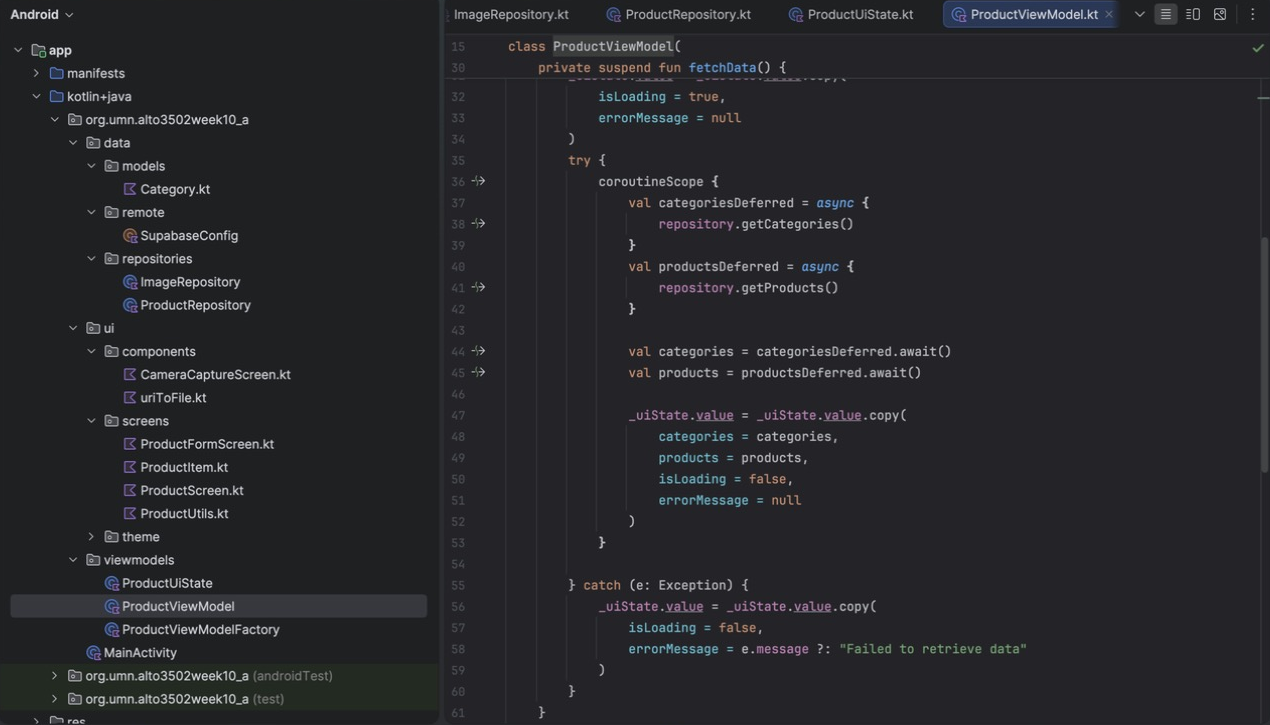 Android
app
manifests
kotlin+java
org.umn.alto3502week10_a
data
models
Category.kt
remote
SupabaseConfig
repositories
ImageRepository
ProductRepository
ui
components
CameraCaptureScreen.kt
uriToFile.kt
screens
ProductFormScreen.kt
ProductItem.kt
ProductScreen.kt
ProductUtils.kt
theme
viewmodels
ProductUiState
ProductViewModel
ProductViewModelFactory
MainActivity
org.umn.alto3502week10_a (androidTest)
org.umn.alto3502week10_a (test)
res
ImageRepository.kt ProductRepository.kt ProductUiState.kt ProductViewModel.kt
15 class ProductViewModel(
30 private suspend fun fetchData() {
_uiState.value = _uiState.value.copy(
32 isLoading = true,
33 errorMessage = null
34 )
35 try {
36 coroutineScope {
37 val categoriesDeferred = async {
38 repository.getCategories()
39 }
40 val productsDeferred = async {
41 repository.getProducts()
42 }
43
44 val categories = categoriesDeferred.await()
45 val products = productsDeferred.await()
46
47 _uiState.value = _uiState.value.copy(
48 categories = categories,
49 products = products,
50 isLoading = false,
51 errorMessage = null
52 )
53 }
54
55 } catch (e: Exception) {
56 _uiState.value = _uiState.value.copy(
57 isLoading = false,
58 errorMessage = e.message ?: "Failed to retrieve data"
59 )
60 }
61 }